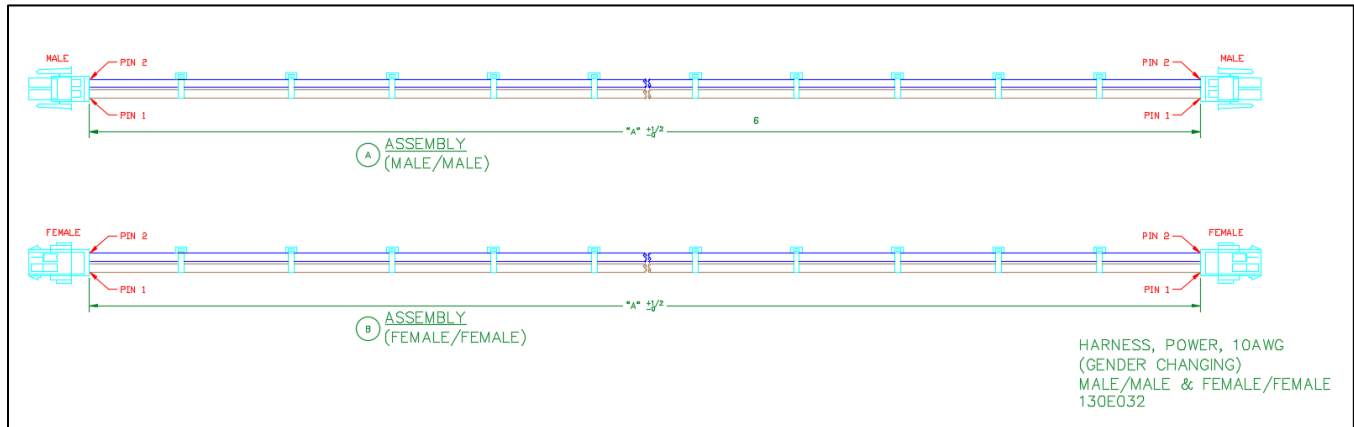 MALE
PIN 2
PIN 2
MALE
PIN 1
PIN 1
6
"A" +1/2 -0
A ASSEMBLY
(MALE/MALE)
FEMALE
PIN 2
PIN 2
FEMALE
PIN 1
PIN 1
"A" +1/2 -0
B ASSEMBLY
(FEMALE/FEMALE)
HARNESS, POWER, 10AWG
(GENDER CHANGING)
MALE/MALE & FEMALE/FEMALE
130E032